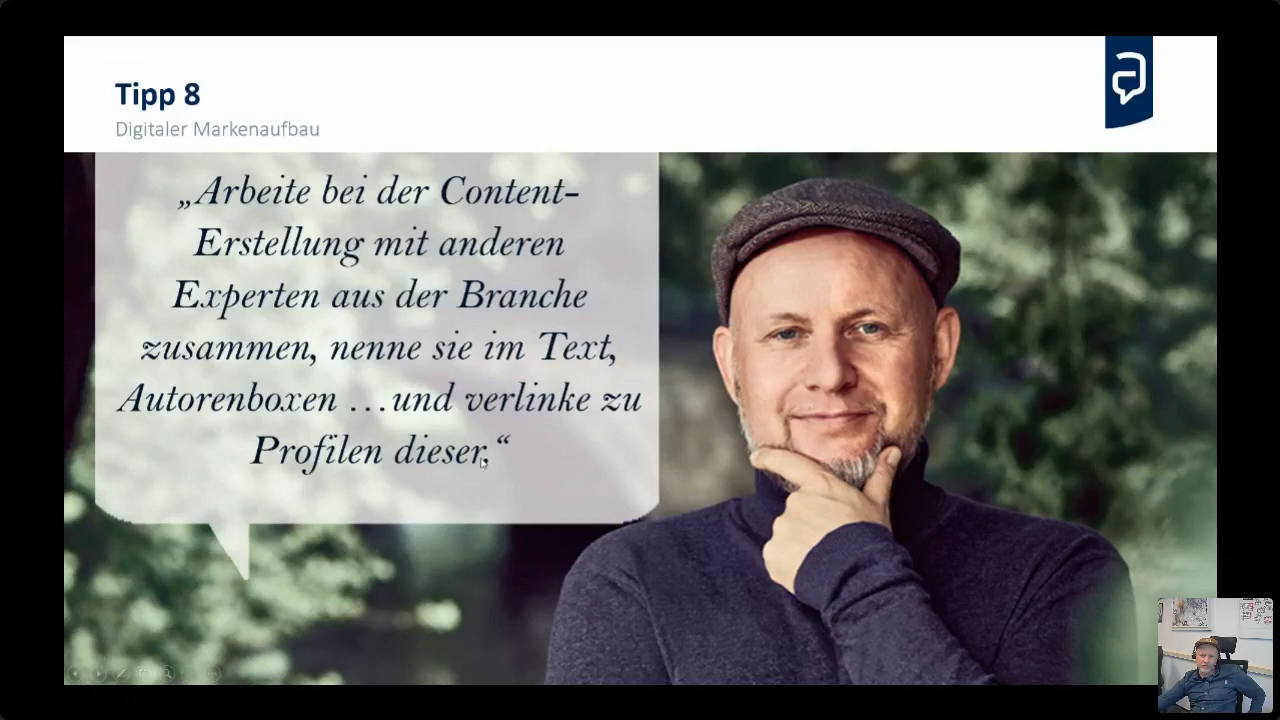 Tipp 8
Digitaler Markenaufbau
„Arbeite bei der Content-
Erstellung mit anderen
Experten aus der Branche
zusammen, nenne sie im Text,
Autorenboxen …und verlinke zu
Profilen dieser.“